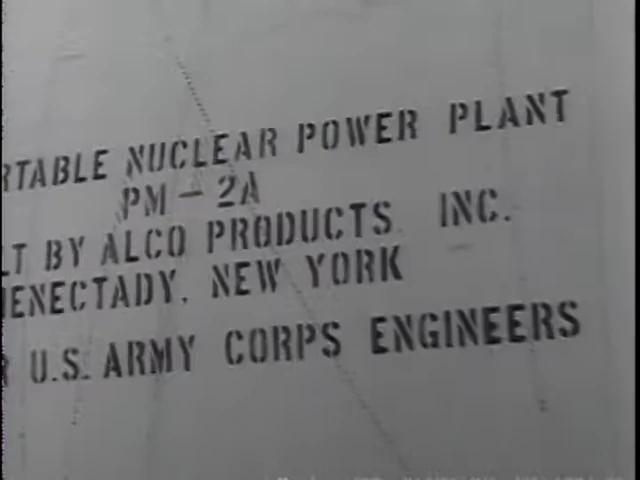 RTABLE NUCLEAR POWER PLANT
PM-2A
LT BY ALCO PRODUCTS INC.
ENECTADY, NEW YORK
R U.S. ARMY CORPS ENGINEERS